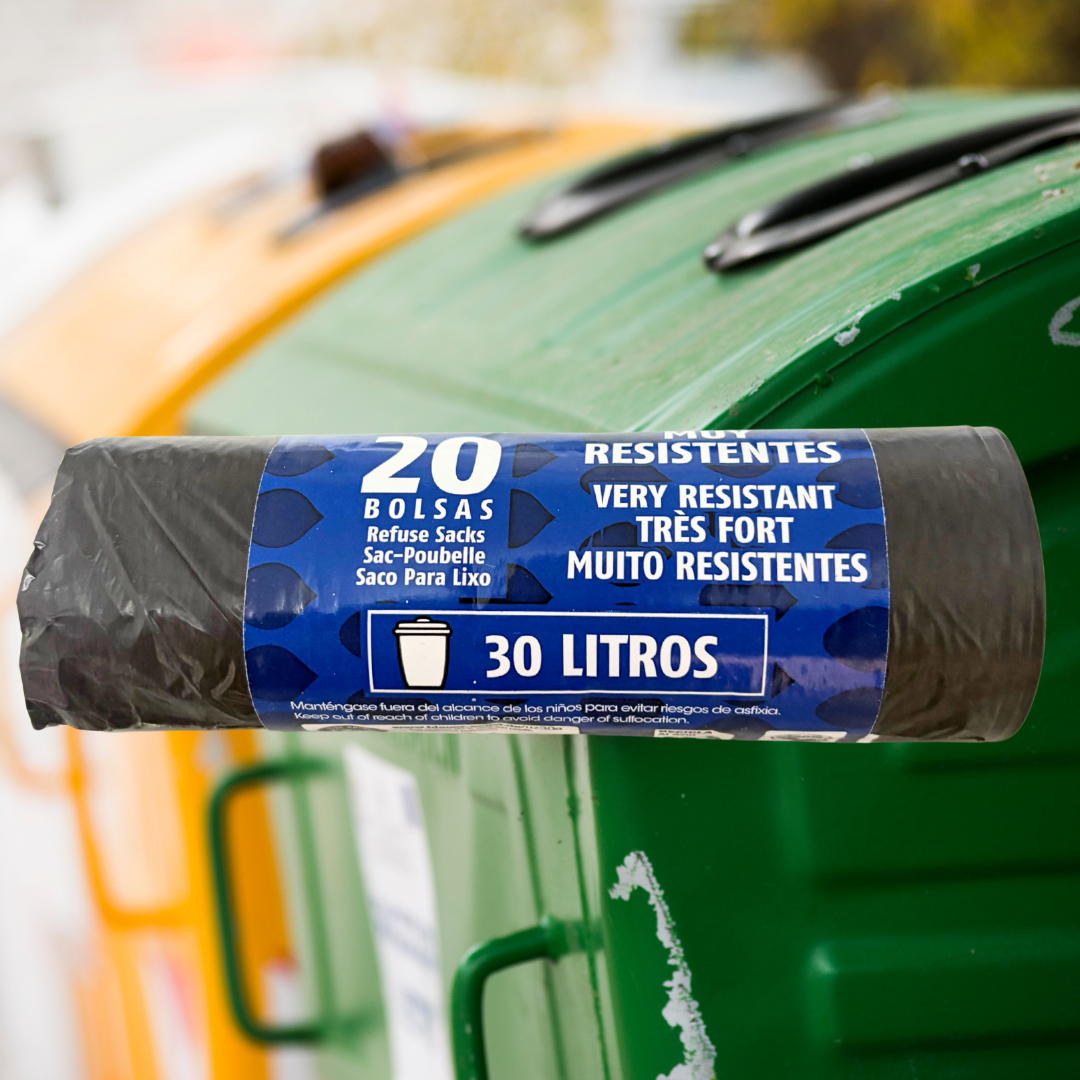 20
BOLSAS
Refuse Sacks
Sac-Poubelle
Saco Para Lixo
MUY
RESISTENTES
VERY RESISTANT
TRÈS FORT
MUITO RESISTENTES
30 LITROS
Manténgase fuera del alcance de los niños para evitar riesgos de asfixia.
Keep out of reach of children to avoid danger of suffocation.
RECICLA